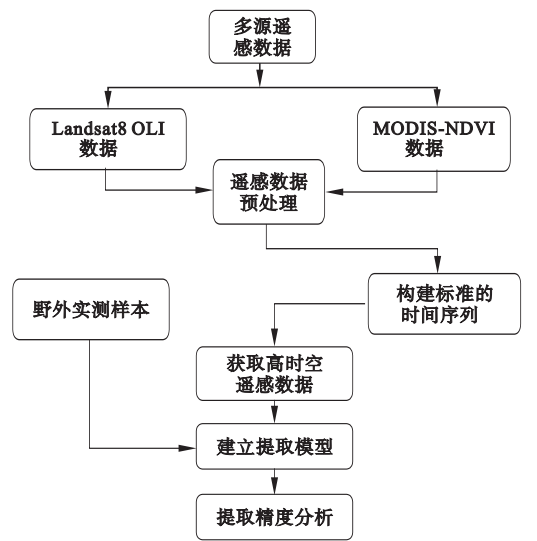 多源遥
感数据
Landsat8 OLI
数据
MODIS-NDVI
数据
遥感数据
预处理
构建标准的
时间序列
野外实测样本
获取高时空
遥感数据
建立提取模型
提取精度分析